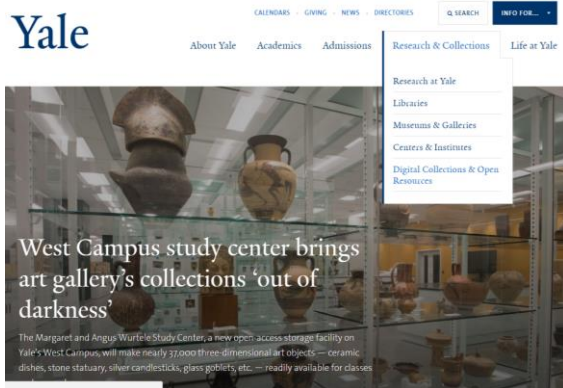 Yale
CALENDARS GIVING NEWS DIRECTORIES
SEARCH
INFO FOR...
About Yale Academics Admissions Research & Collections Life at Yale
Research at Yale
Libraries
Museums & Galleries
Centers & Institutes
Digital Collections & Open
Resources
West Campus study center brings
art gallery's collections 'out of
darkness'
The Margaret and Angus Wurtele Study Center, a new open-access storage facility on
Yale's West Campus, will make nearly 37,000 three-dimensional art objects — ceramic
dishes, stone statuary, silver candlesticks, glass goblets, etc. — readily available for classes